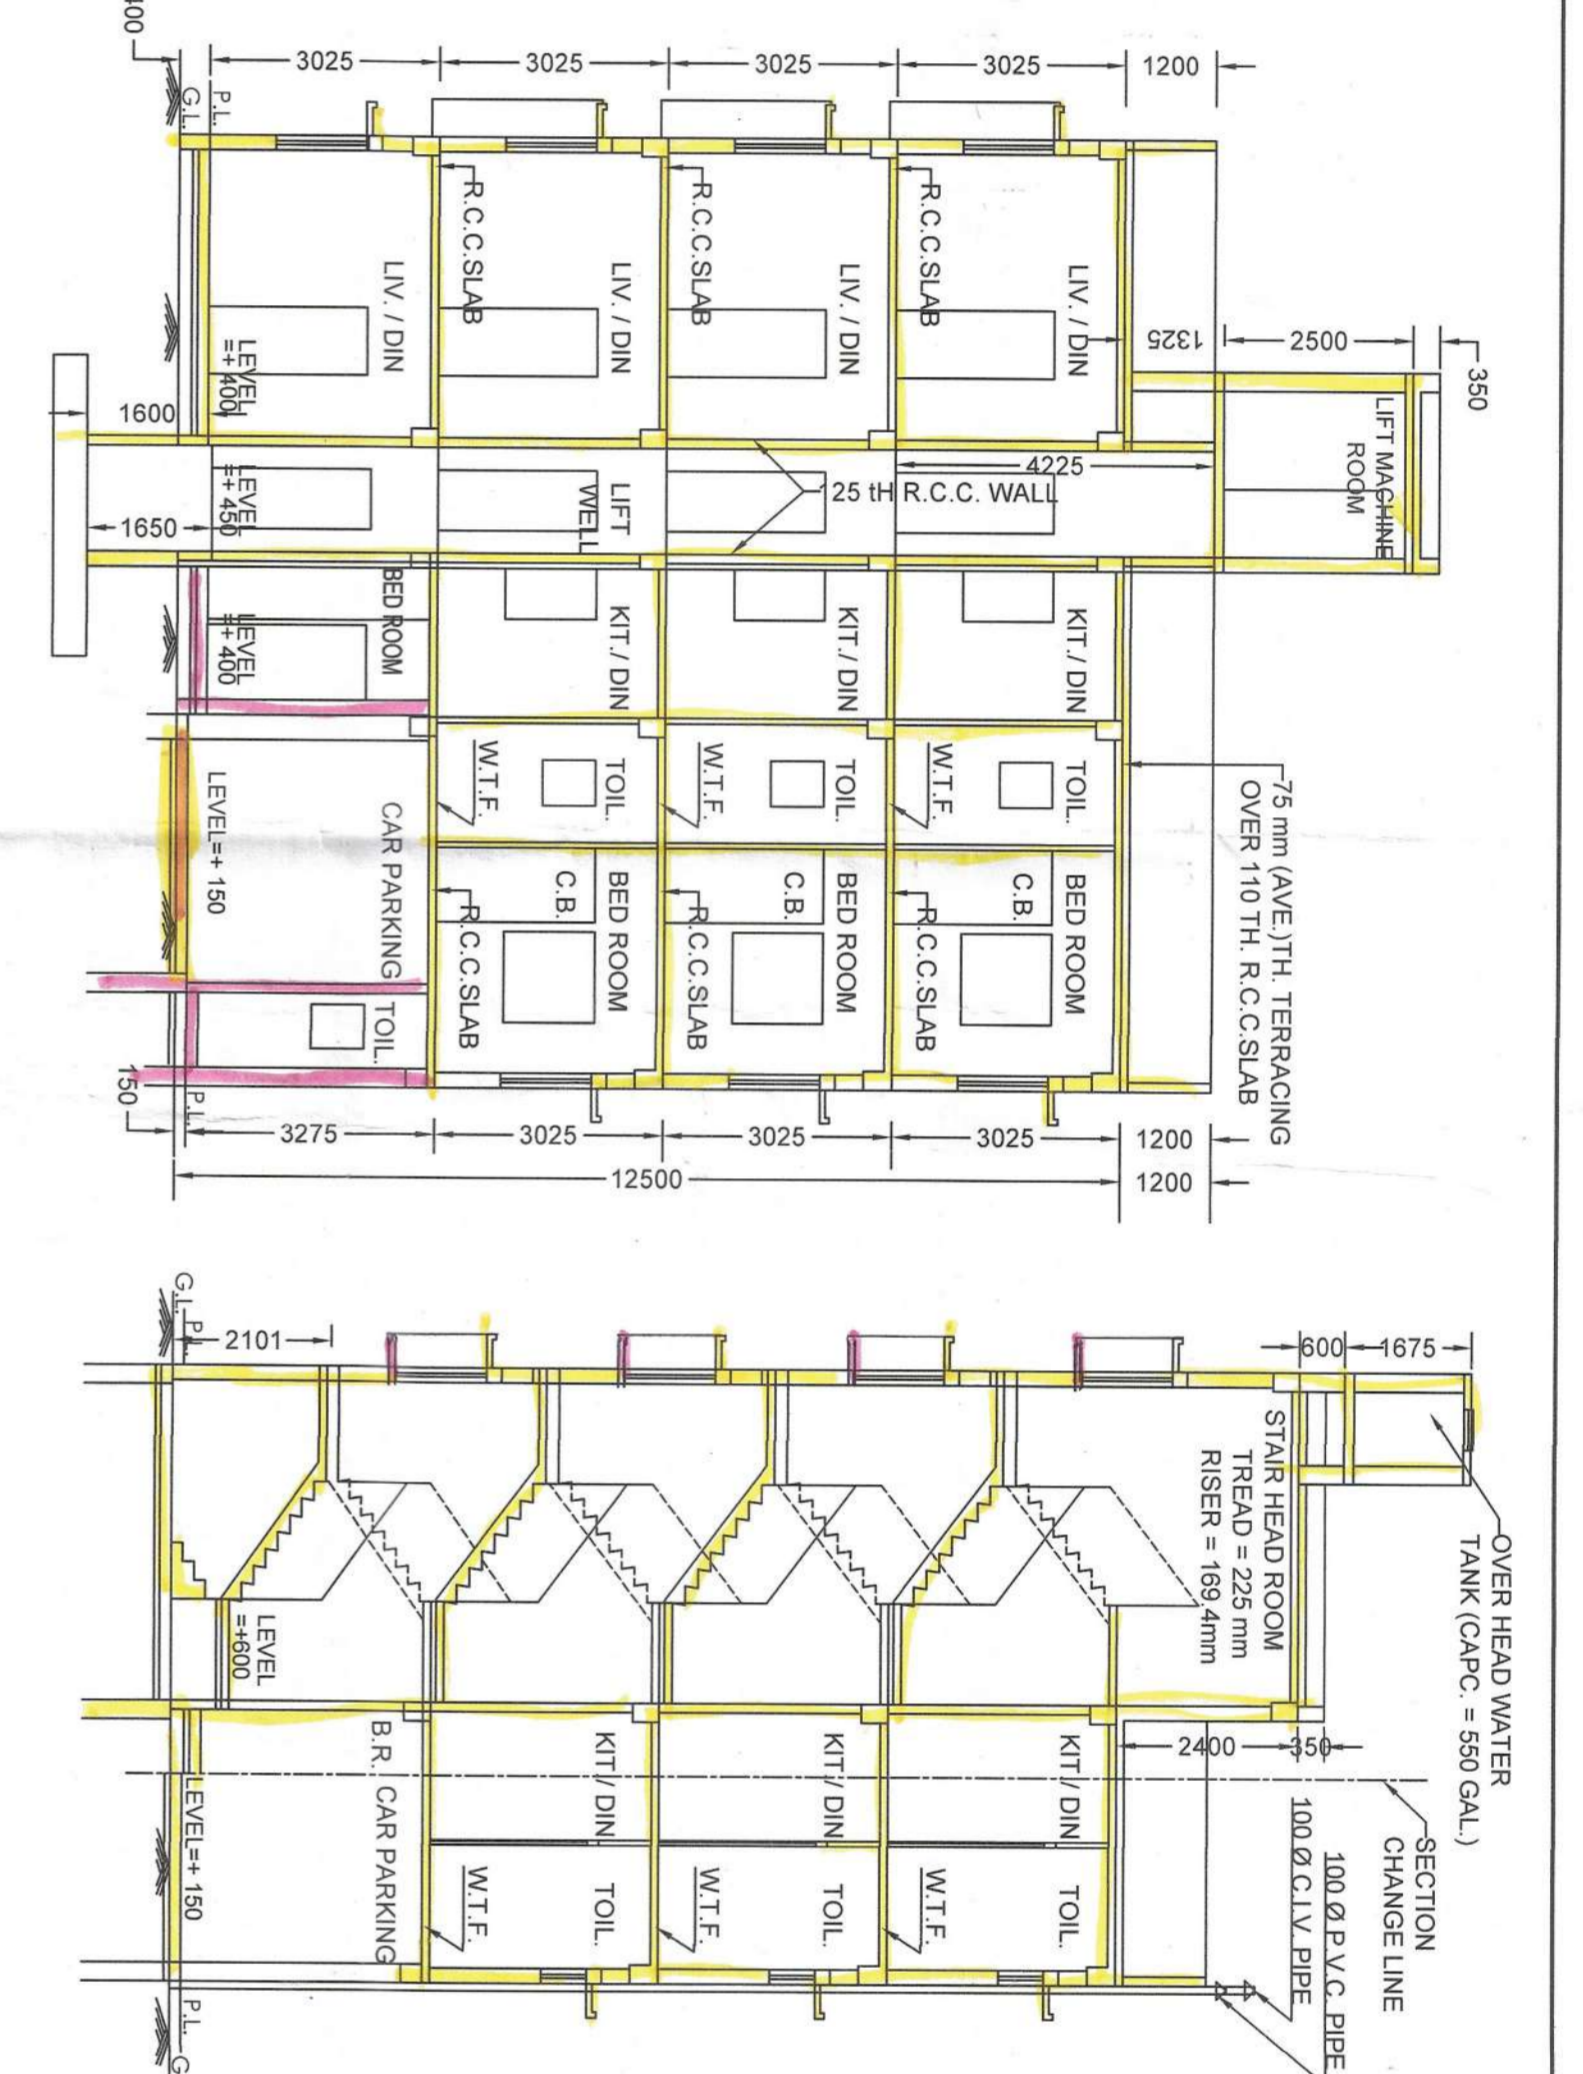 350
LIFT MACHINE
ROOM
2500
75 mm (AVE.)TH. TERRACING
OVER 110 TH. R.C.C.SLAB
1200
1325
1200
1200
3025
LIV. / DIN
4225
KIT./ DIN
TOIL.
BED ROOM
C.B.
R.C.C.SLAB
W.T.F.
R.C.C.SLAB
3025
25 tH R.C.C. WALL
3025
LIV. / DIN
KIT./ DIN
TOIL.
BED ROOM
C.B.
R.C.C.SLAB
W.T.F.
R.C.C.SLAB
3025
12500
3025
LIV. / DIN
LIFT
WELL
KIT./ DIN
TOIL.
BED ROOM
C.B.
R.C.C.SLAB
W.T.F.
R.C.C.SLAB
3025
3025
LIV. / DIN
BED ROOM
CAR PARKING
TOIL.
3275
LEVEL
=+ 400
LEVEL
=+ 450
LEVEL
=+ 400
LEVEL=+ 150
P.L.
G.L.
P.L.
1600
1650
150
OVER HEAD WATER
TANK (CAPC. = 550 GAL.)
1675
600
SECTION
CHANGE LINE
100 Ø P.V.C. PIPE
100 Ø C.I.V. PIPE
STAIR HEAD ROOM
TREAD = 225 mm
RISER = 169.4mm
350
2400
KIT./ DIN
TOIL.
W.T.F.
KIT./ DIN
TOIL.
W.T.F.
KIT./ DIN
TOIL.
W.T.F.
B.R.
CAR PARKING
LEVEL
=+600
LEVEL=+ 150
2101
P.L.
G.L.
P.L.